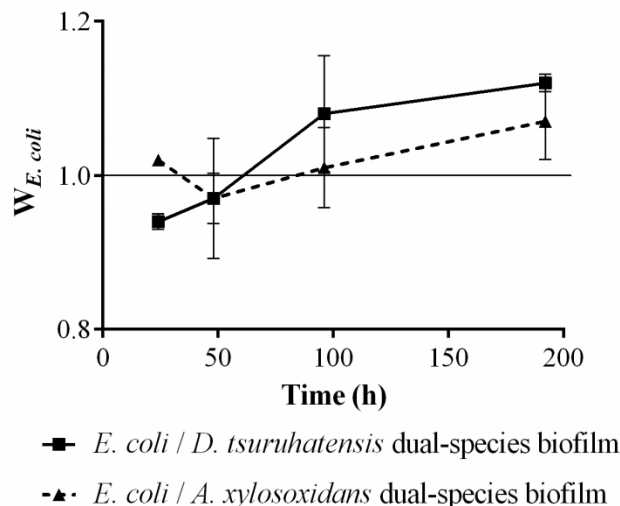 1.2
1.0
0.8
W E. coli
0 50 100 150 200
Time (h)
E. coli / D. tsuruhatensis dual-species biofilm
E. coli / A. xylosoxidans dual-species biofilm